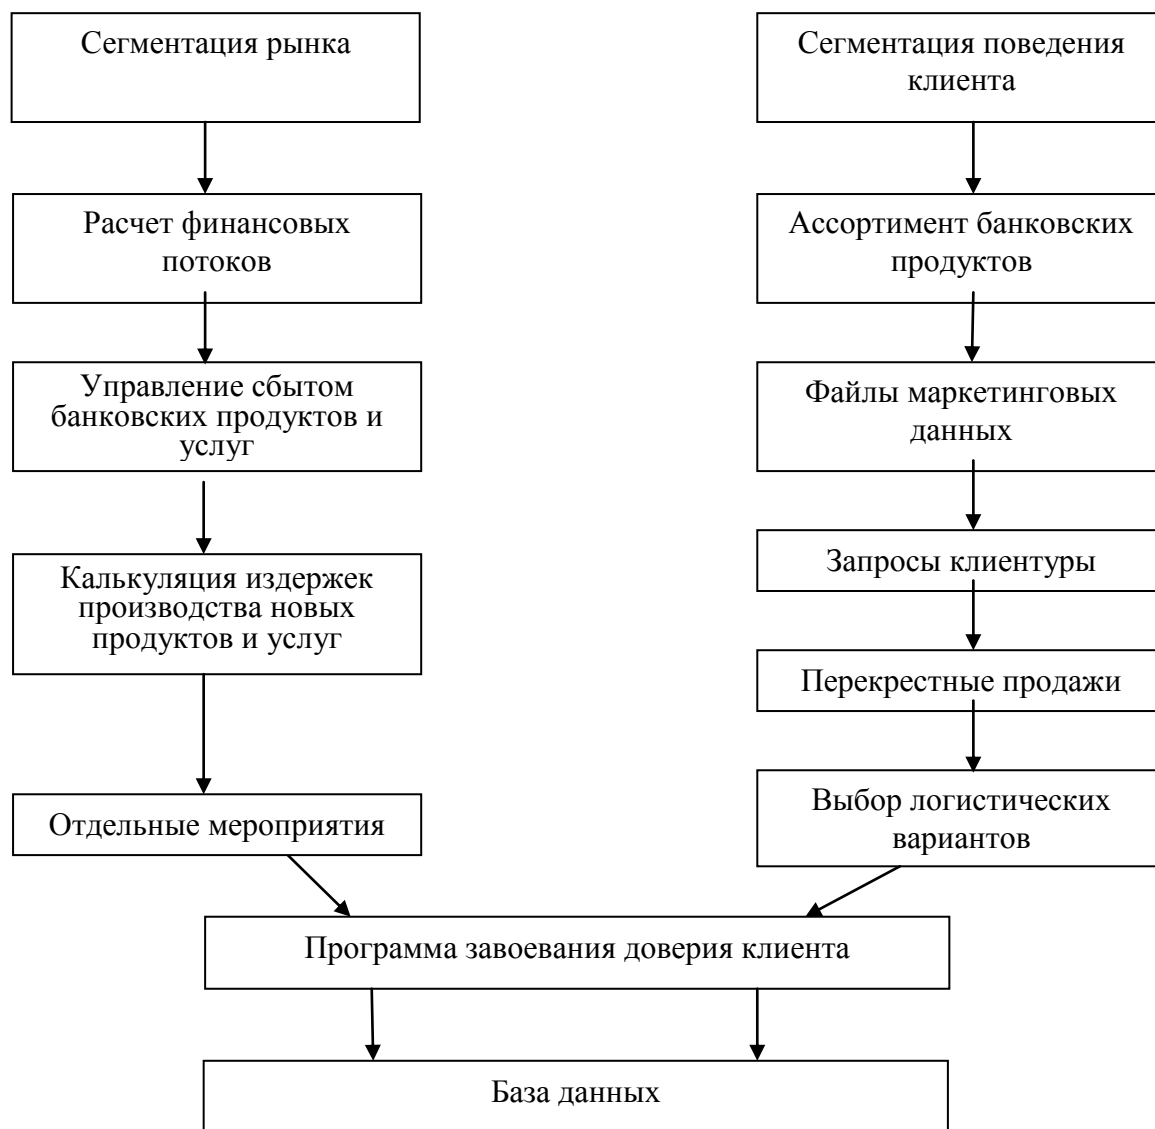 Сегментация рынка
Сегментация поведения
клиента
Расчет финансовых
потоков
Ассортимент банковских
продуктов
Управление сбытом
банковских продуктов и
услуг
Файлы маркетинговых
данных
Калькуляция издержек
производства новых
продуктов и услуг
Запросы клиентуры
Перекрестные продажи
Отдельные мероприятия
Выбор логистических
вариантов
Программа завоевания доверия клиента
База данных